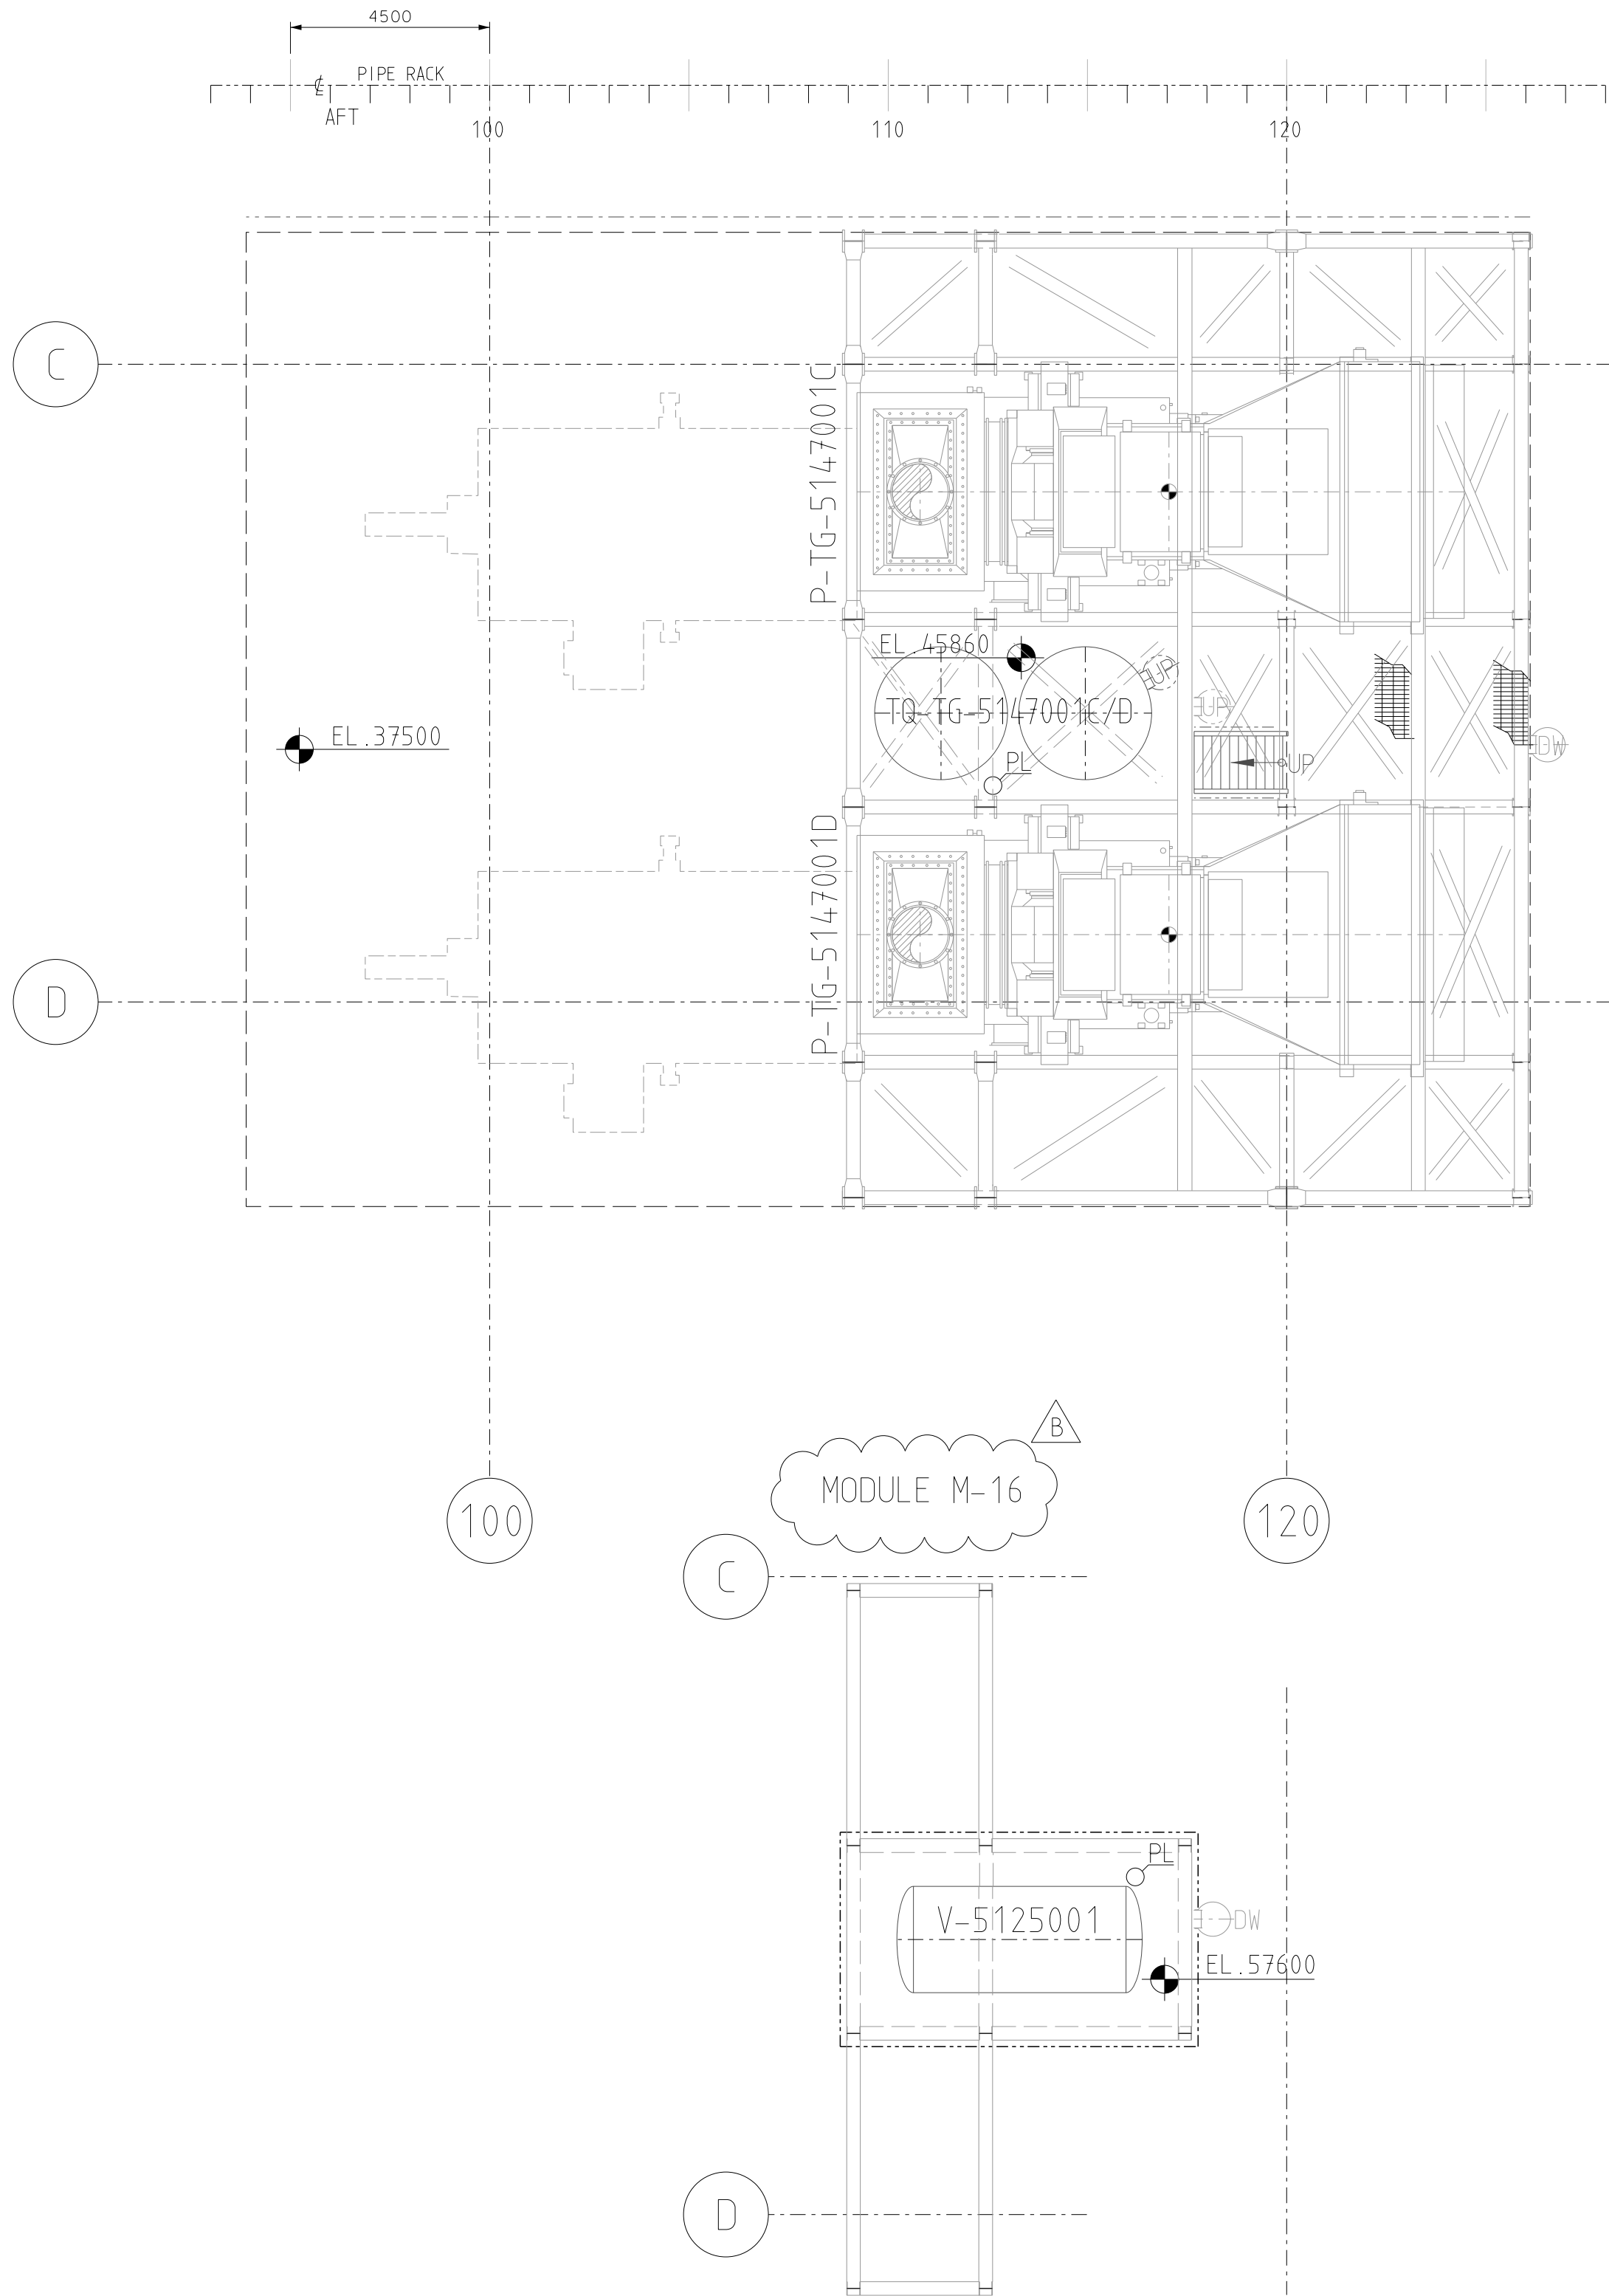 4500
℄ PIPE RACK
AFT
100
110
120
C
P-TG-5147001C
EL.45860
UP
TQ-TG-5147001C/D
UP
EL.37500
DW
PL
UP
P-TG-5147001D
D
B
MODULE M-16
100
120
C
PL
V-5125001
DW
EL.57600
D